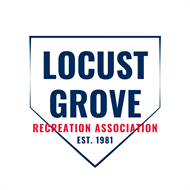 LOCUST
GROVE
RECREATION ASSOCIATION
EST. 1981